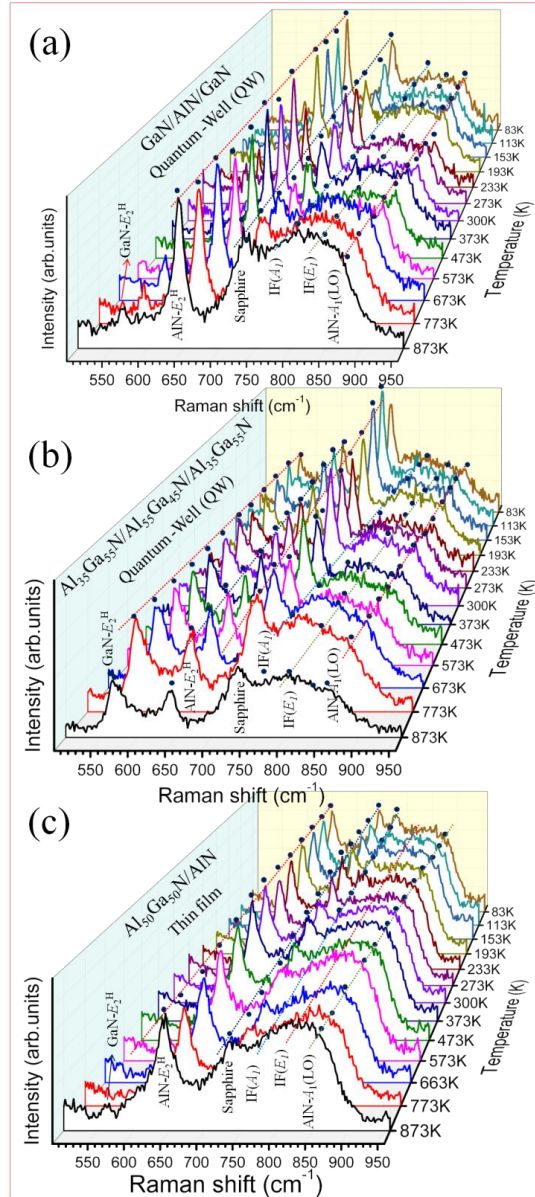 (a)
GaN/AlN/GaN
Quantum-Well (QW)
Intensity (arb.units)
GaN-E₂ᴴ
AlN-E₂ᴴ
Sapphire
IF(A₁)
IF(E₁)
AlN-A₁(LO)
83K
113K
153K
193K
233K
273K
300K
373K
473K
573K
673K
773K
873K
Temperature (K)
550 600 650 700 750 800 850 900 950
Raman shift (cm⁻¹)
(b)
Al₃₅Ga₅₅N/Al₅₅Ga₄₅N/Al₃₅Ga₅₅N
Quantum-Well (QW)
Intensity (arb.units)
GaN-E₂ᴴ
AlN-E₂ᴴ
Sapphire
IF(A₁)
IF(E₁)
AlN-A₁(LO)
83K
113K
153K
193K
233K
273K
300K
373K
473K
573K
673K
773K
873K
Temperature (K)
550 600 650 700 750 800 850 900 950
Raman shift (cm⁻¹)
(c)
Al₅₀Ga₅₀N/AlN
Thin film
Intensity (arb.units)
GaN-E₂ᴴ
AlN-E₂ᴴ
Sapphire
IF(A₁)
IF(E₁)
AlN-A₁(LO)
83K
113K
153K
193K
233K
273K
300K
373K
473K
573K
663K
773K
873K
Temperature (K)
550 600 650 700 750 800 850 900 950
Raman shift (cm⁻¹)